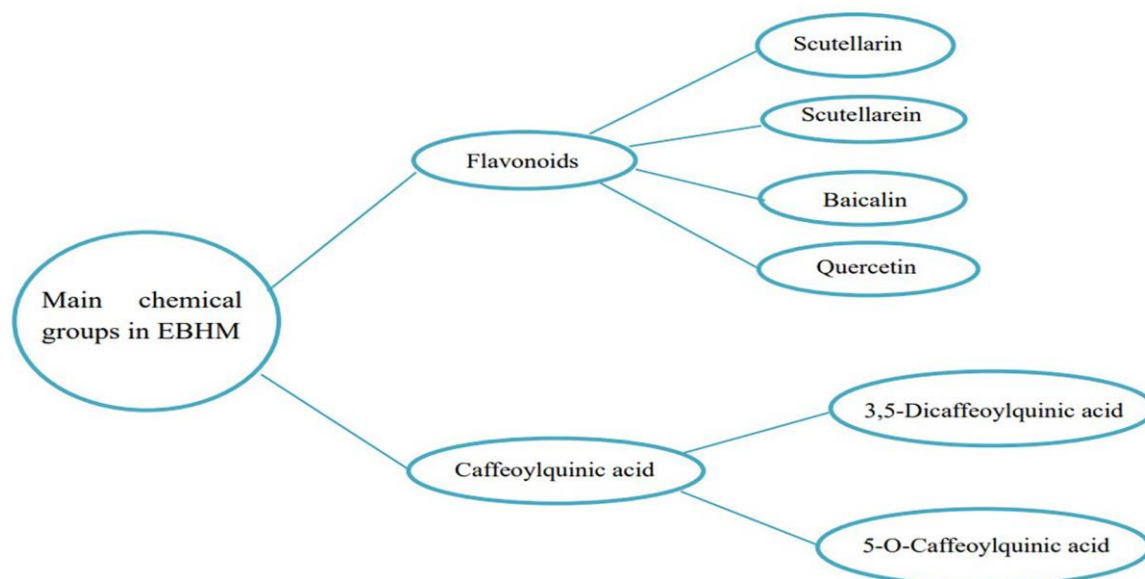 Scutellarin
Scutellarein
Flavonoids
Baicalin
Quercetin
Main chemical
groups in EBHM
3,5-Dicaffeoylquinic acid
Caffeoylquinic acid
5-O-Caffeoylquinic acid